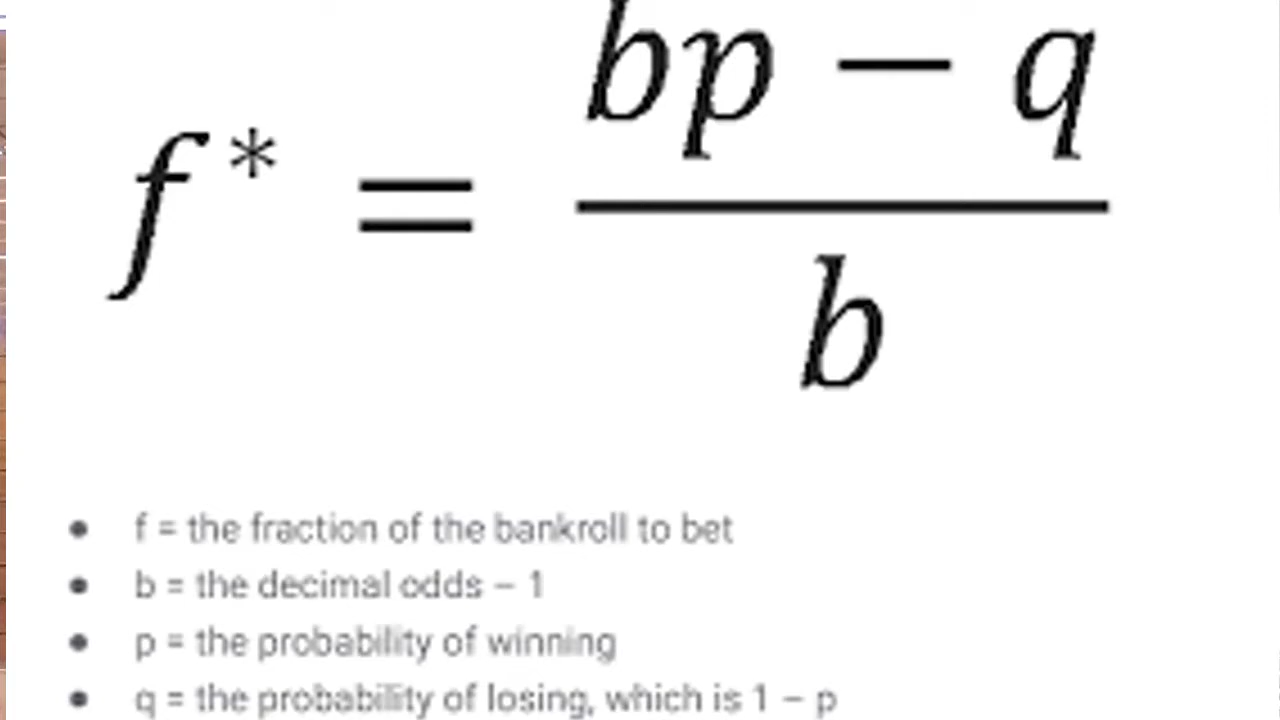 f* = bp − q
b
• f = the fraction of the bankroll to bet
• b = the decimal odds – 1
• p = the probability of winning
• q = the probability of losing, which is 1 – p